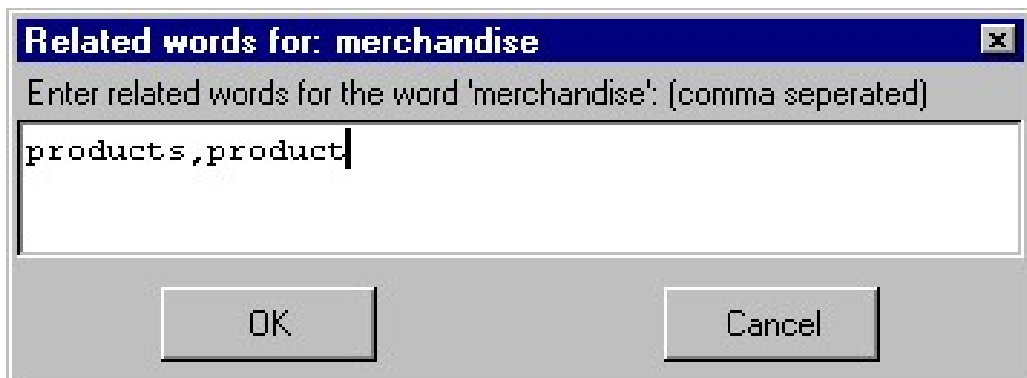 Related words for: merchandise
Enter related words for the word 'merchandise': (comma seperated)
products,product
OK Cancel